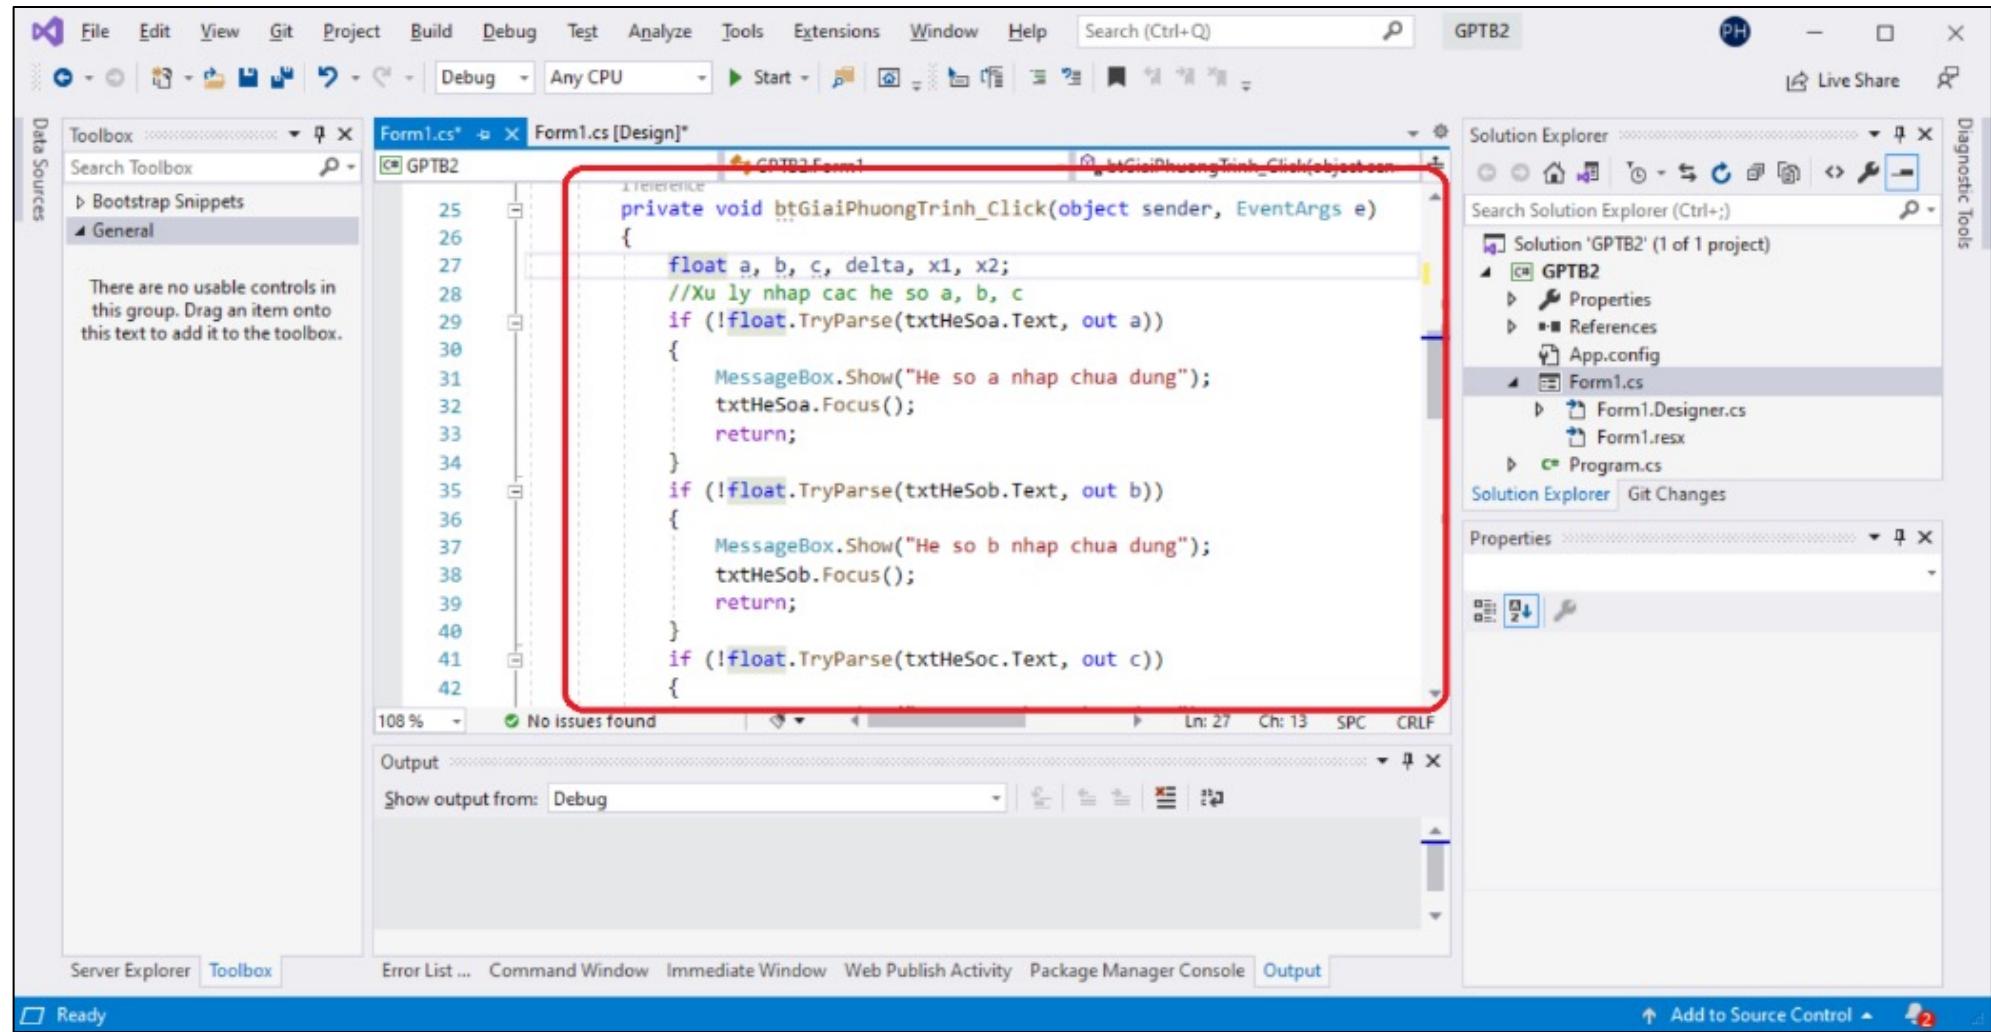 File Edit View Git Project Build Debug Test Analyze Tools Extensions Window Help Search (Ctrl+Q) GPTB2 PH
Debug Any CPU Start Live Share
Data Sources
Toolbox
Search Toolbox
Bootstrap Snippets
General
There are no usable controls in
this group. Drag an item onto
this text to add it to the toolbox.
Server Explorer Toolbox
Form1.cs* Form1.cs [Design]*
GPTB2 GPTB2.Form1 btGiaiPhuongTrinh_Click(object sen
1 reference
25 private void btGiaiPhuongTrinh_Click(object sender, EventArgs e)
26 {
27 float a, b, c, delta, x1, x2;
28 //Xu ly nhap cac he so a, b, c
29 if (!float.TryParse(txtHeSoa.Text, out a))
30 {
31 MessageBox.Show("He so a nhap chua dung");
32 txtHeSoa.Focus();
33 return;
34 }
35 if (!float.TryParse(txtHeSob.Text, out b))
36 {
37 MessageBox.Show("He so b nhap chua dung");
38 txtHeSob.Focus();
39 return;
40 }
41 if (!float.TryParse(txtHeSoc.Text, out c))
42 {
108 % No issues found Ln: 27 Ch: 13 SPC CRLF
Output
Show output from: Debug
Error List ... Command Window Immediate Window Web Publish Activity Package Manager Console Output
Solution Explorer
Search Solution Explorer (Ctrl+;)
Solution 'GPTB2' (1 of 1 project)
C# GPTB2
Properties
References
App.config
Form1.cs
Form1.Designer.cs
Form1.resx
C# Program.cs
Solution Explorer Git Changes
Properties
Diagnostic Tools
Ready Add to Source Control 2